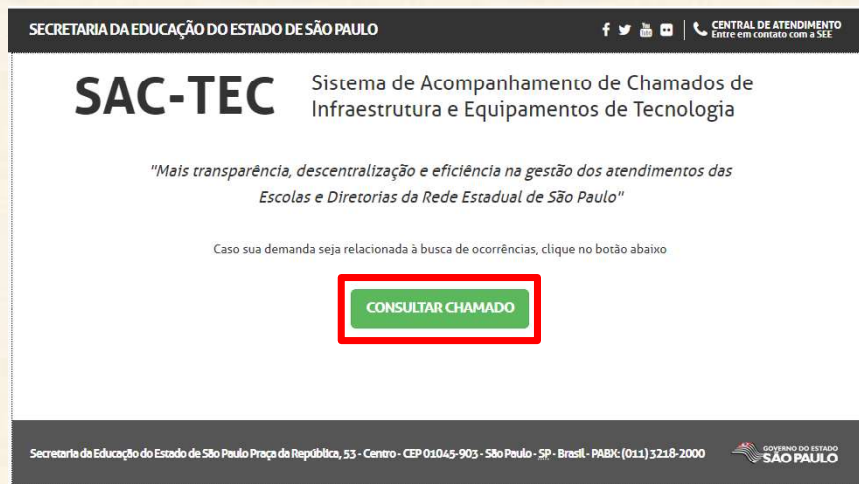 SECRETARIA DA EDUCAÇÃO DO ESTADO DE SÃO PAULO
CENTRAL DE ATENDIMENTO
Entre em contato com a SEE
SAC-TEC
Sistema de Acompanhamento de Chamados de
Infraestrutura e Equipamentos de Tecnologia
"Mais transparência, descentralização e eficiência na gestão dos atendimentos das
Escolas e Diretorias da Rede Estadual de São Paulo"
Caso sua demanda seja relacionada à busca de ocorrências, clique no botão abaixo
CONSULTAR CHAMADO
Secretaria da Educação do Estado de São Paulo Praça da República, 53 - Centro - CEP 01045-903 - São Paulo - SP - Brasil - PABX: (011) 3218-2000
GOVERNO DO ESTADO
SÃO PAULO